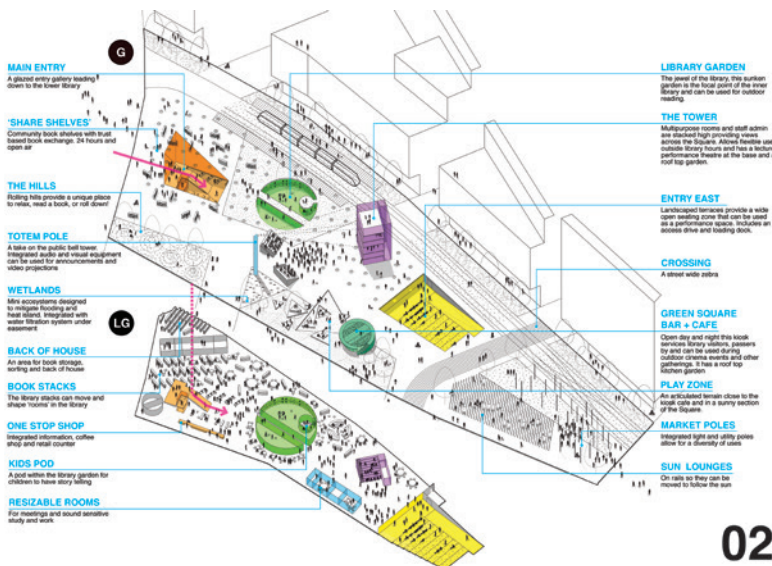 G
MAIN ENTRY
A glazed entry gallery leading
down to the lower library
'SHARE SHELVES'
Community book shelves with trust
based book exchange. 24 hours and
open air
THE HILLS
Rolling hills provide a unique place
to relax, read a book, or roll down!
TOTEM POLE
A take on the public bell tower.
Integrated audio and visual equipment
can be used for announcements and
video projections
WETLANDS
Mini ecosystems designed
to mitigate flooding and
heat island. Integrated with
water filtration system under
easement
LG
BACK OF HOUSE
An area for book storage,
sorting and back of house
BOOK STACKS
The library stacks can move and
shape 'rooms' in the library
ONE STOP SHOP
Integrated information, coffee
shop and retail counter
KIDS POD
A pod within the library garden for
children to have story telling
RESIZABLE ROOMS
For meetings and sound sensitive
study and work
LIBRARY GARDEN
The jewel of the library, this sunken
garden is the focal point of the inner
library and can be used for outdoor
reading.
THE TOWER
Multipurpose rooms and staff admin
are stacked high providing views
across the Square. Allows flexible use
outside library hours and has a lecture
performance theatre at the base and
roof top garden.
ENTRY EAST
Landscaped terraces provide a wide
open seating zone that can be used
as a performance space. Includes an
access drive and loading dock.
CROSSING
A street wide zebra
GREEN SQUARE
BAR + CAFE
Open day and night this kiosk
services library visitors, passers
by and can be used during
outdoor cinema events and other
gatherings. It has a roof top
kitchen garden
PLAY ZONE
An articulated terrain close to the
kiosk cafe and in a sunny section
of the Square.
MARKET POLES
Integrated light and utility poles
allow for a diversity of uses
SUN LOUNGES
On rails so they can be
moved to follow the sun
02